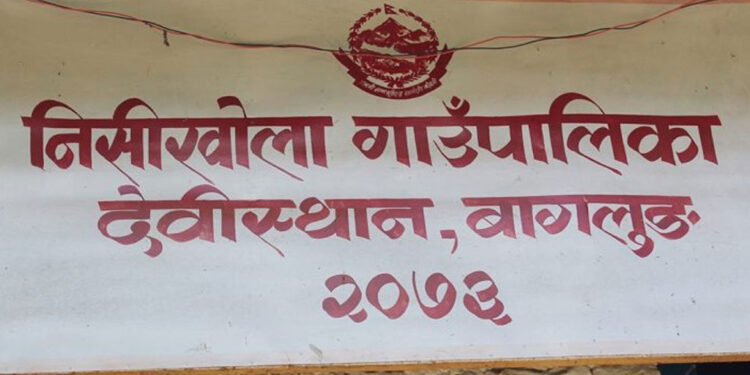 निसीखोला गाउँपालिका
देवीस्थान, बागलुङ
२०७३